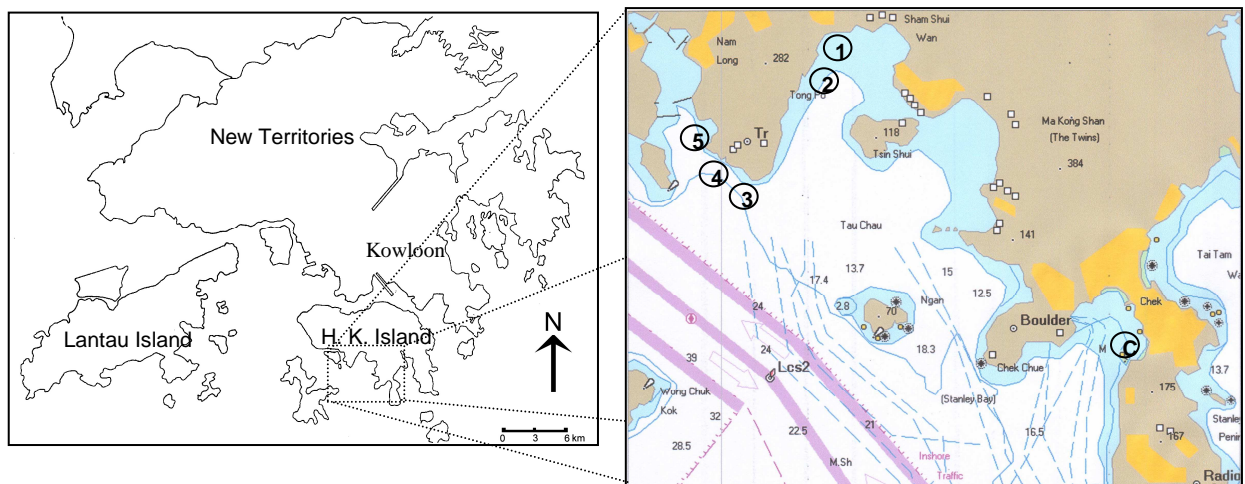 New Territories
Kowloon
Lantau Island
H. K. Island
N
0 3 6 km
Sham Shui
Wan
Nam
Long
282
1
2
Tong Po
5
Tr
118
Tsin Shui
Ma Kong Shan
(The Twins)
384
4
3
Tau Chau
141
Tai Tam
13.7
15
17.4
12.5
24
2.8
70
Ngan
Chek
Boulder
18.3
M
C
39
24
Lcs2
Chek Chue
13.7
175
Wong Chuk
Kok
32
(Stanley Bay)
Stanley
22.5
21
16.5
167
28.5
M.Sh
Inshore
Traffic